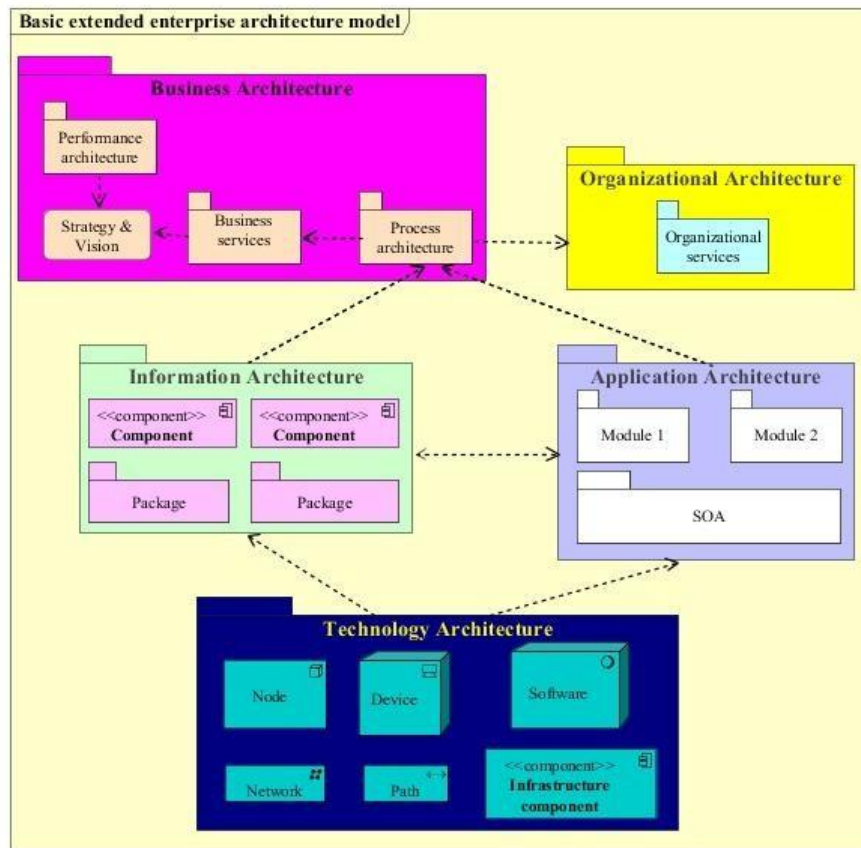 Basic extended enterprise architecture model
Business Architecture
Performance
architecture
Strategy &
Vision
Business
services
Process
architecture
Organizational Architecture
Organizational
services
Information Architecture
<<component>>
Component
<<component>>
Component
Package
Package
Application Architecture
Module 1
Module 2
SOA
Technology Architecture
Node
Device
Software
Network
Path
<<component>>
Infrastructure
component